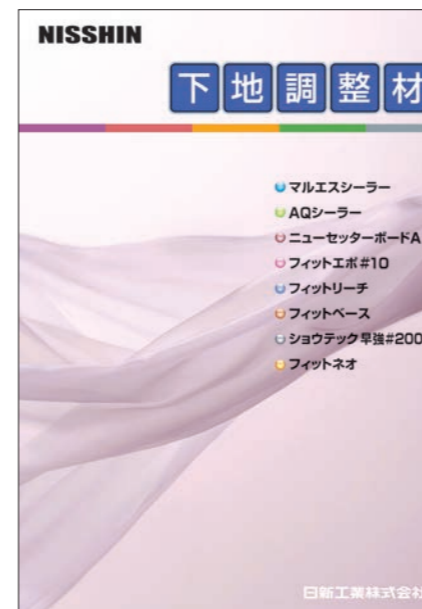 NISSHIN
下地調整材
マルエスシーラー
AQシーラー
ニューセッターボードA
フィットエポ#10
フィットリーチ
フィットベース
ショウテック早強#200
フィットネオ
日新工業株式会社